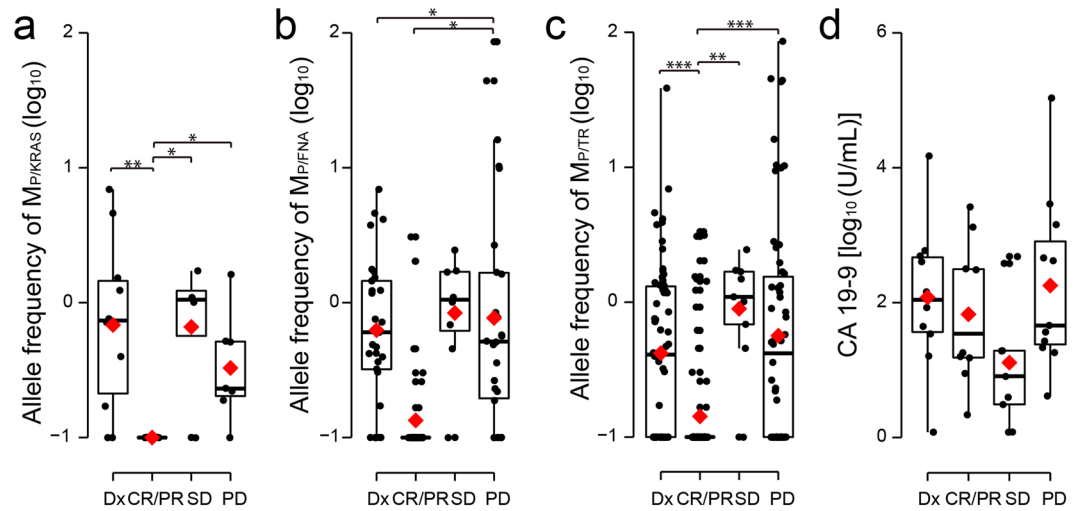 a
Allele frequency of MP/KRAS (log10)
2
1
0
−1
**
*
*
Dx CR/PR SD PD
b
Allele frequency of MP/FNA (log10)
2
1
0
−1
*
*
Dx CR/PR SD PD
c
Allele frequency of MP/TR (log10)
2
1
0
−1
***
**
***
Dx CR/PR SD PD
d
CA 19-9 [log10 (U/mL)]
6
4
2
0
Dx CR/PR SD PD